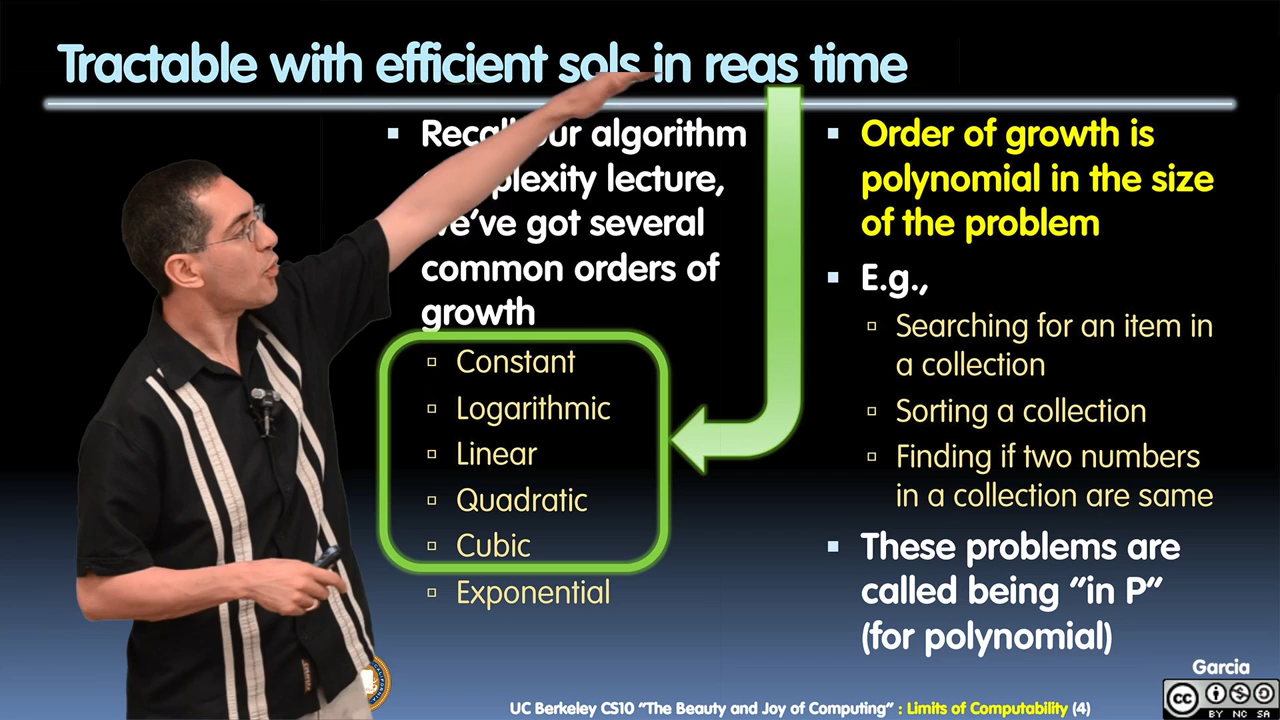 Tractable with efficient sols in reas time
Recall our algorithm
complexity lecture,
we've got several
common orders of
growth
Constant
Logarithmic
Linear
Quadratic
Cubic
Exponential
Order of growth is
polynomial in the size
of the problem
E.g.,
Searching for an item in
a collection
Sorting a collection
Finding if two numbers
in a collection are same
These problems are
called being "in P"
(for polynomial)
Garcia
cc
BY NC SA
UC Berkeley CS10 "The Beauty and Joy of Computing" : Limits of Computability (4)